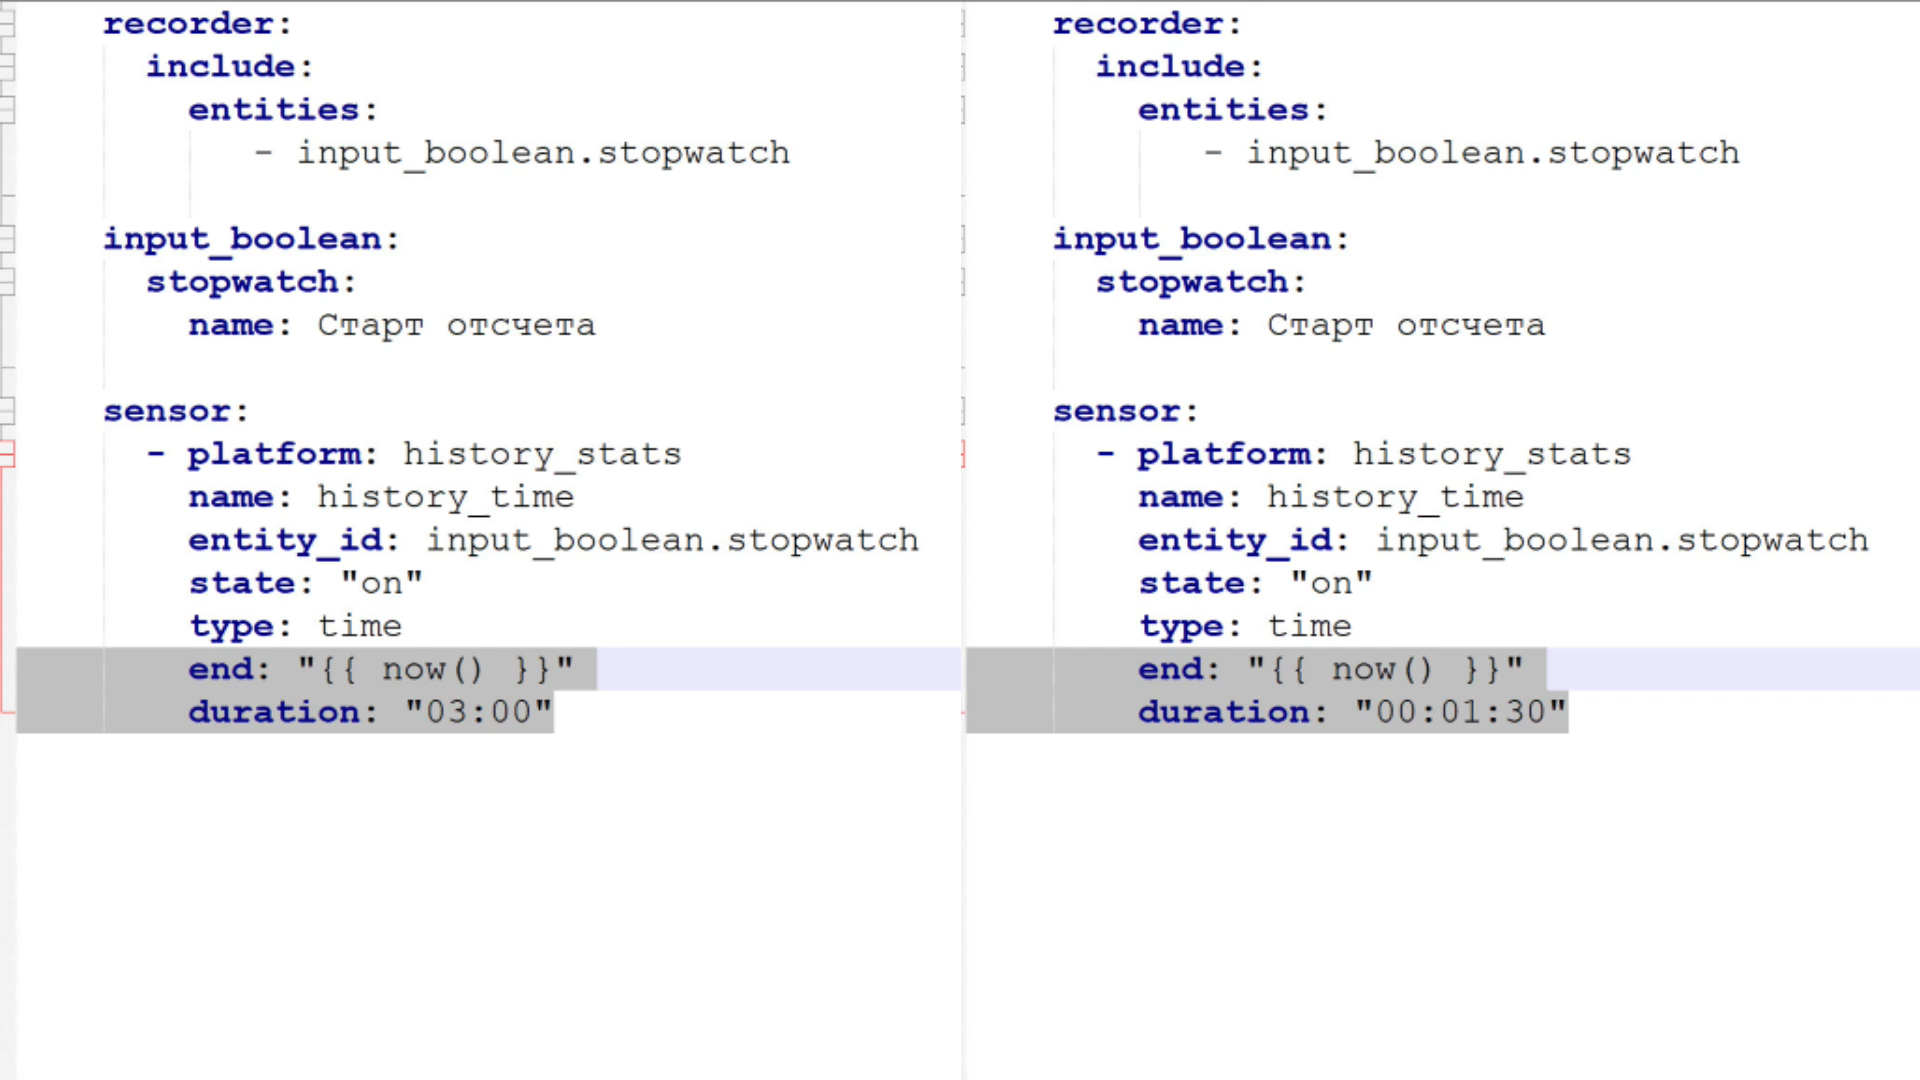 recorder:
  include:
    entities:
       - input_boolean.stopwatch
input_boolean:
  stopwatch:
    name: Старт отсчета
sensor:
  - platform: history_stats
    name: history_time
    entity_id: input_boolean.stopwatch
    state: "on"
    type: time
    end: "{{ now() }}"
    duration: "03:00"
recorder:
  include:
    entities:
       - input_boolean.stopwatch
input_boolean:
  stopwatch:
    name: Старт отсчета
sensor:
  - platform: history_stats
    name: history_time
    entity_id: input_boolean.stopwatch
    state: "on"
    type: time
    end: "{{ now() }}"
    duration: "00:01:30"